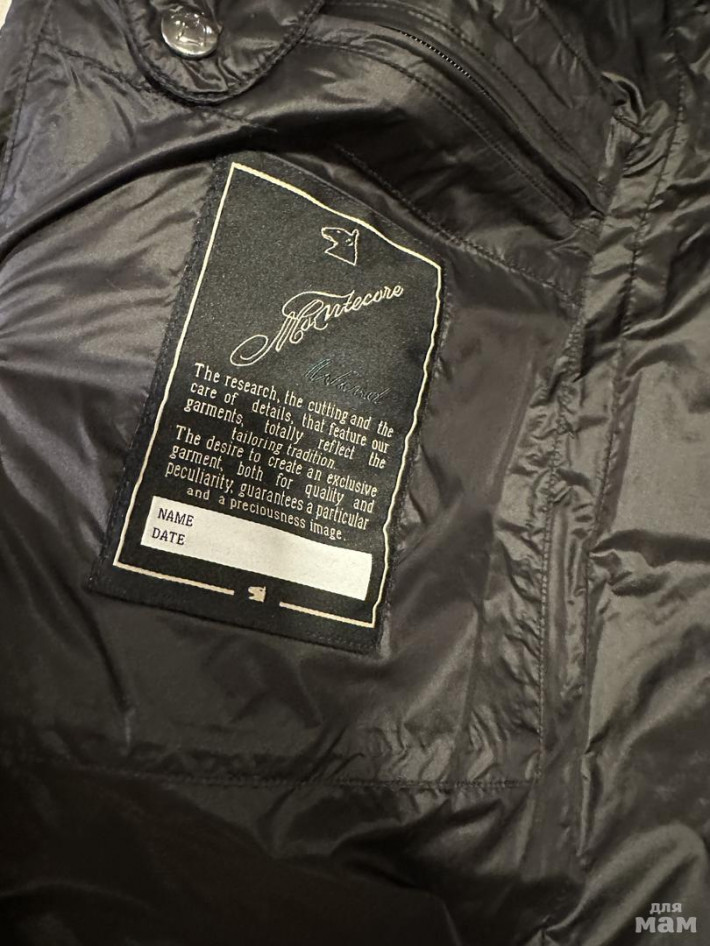 Montecore
The research, the cutting and the
care of details, that feature our
garments, totally reflect the
tailoring tradition.
The desire to create an exclusive
garment, both for quality and
peculiarity, guarantees a particular
and a preciousness image.
NAME
DATE
для
мам